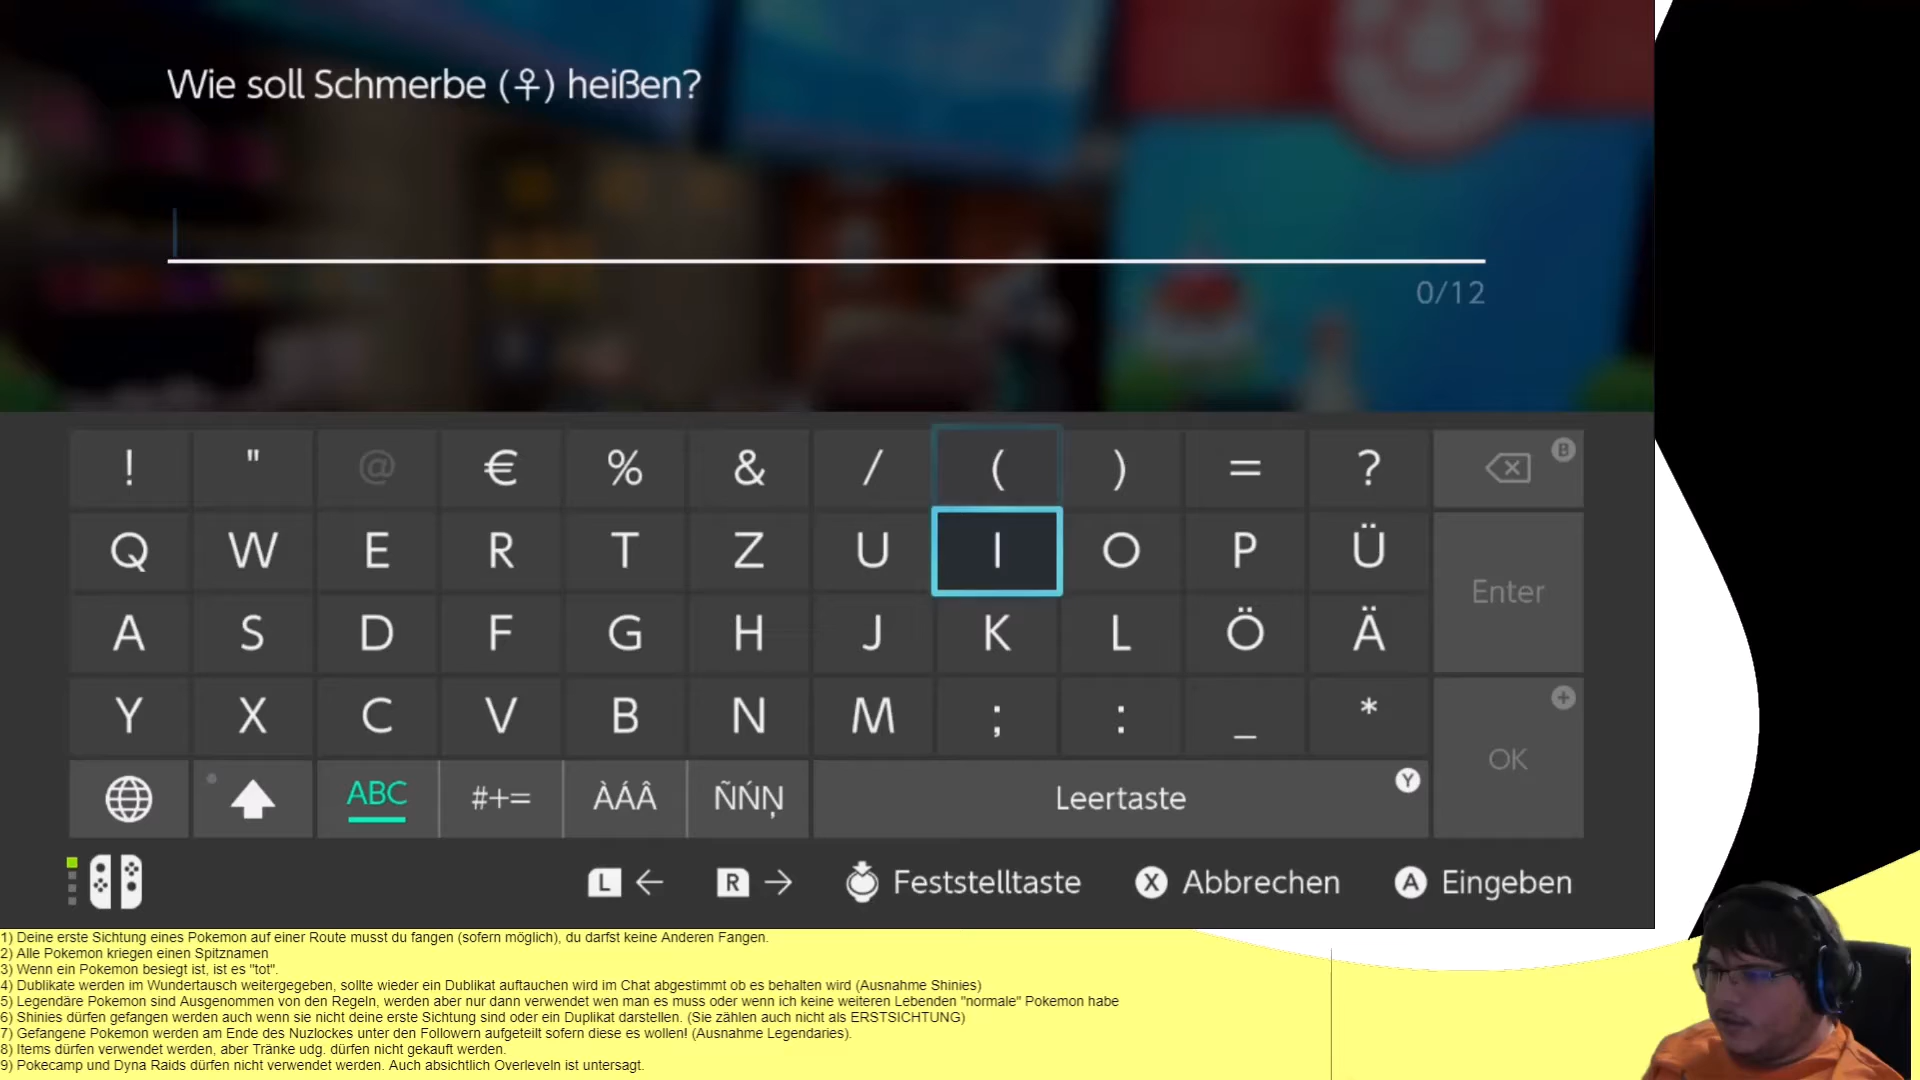 Wie soll Schmerbe (♀) heißen?
0/12
! " @ € % & / ( ) = ? B
Q W E R T Z U I O P Ü
Enter
A S D F G H J K L Ö Ä
Y X C V B N M ; : _ * +
OK
ABC #+= ÀÁÂ ÑŃŅ Leertaste Y
L ← R → Feststelltaste X Abbrechen A Eingeben
1) Deine erste Sichtung eines Pokemon auf einer Route musst du fangen (sofern möglich), du darfst keine Anderen Fangen.
2) Alle Pokemon kriegen einen Spitznamen
3) Wenn ein Pokemon besiegt ist, ist es "tot".
4) Dublikate werden im Wundertausch weitergegeben, sollte wieder ein Dublikat auftauchen wird im Chat abgestimmt ob es behalten wird (Ausnahme Shinies)
5) Legendäre Pokemon sind Ausgenommen von den Regeln, werden aber nur dann verwendet wen man es muss oder wenn ich keine weiteren Lebenden "normale" Pokemon habe
6) Shinies dürfen gefangen werden auch wenn sie nicht deine erste Sichtung sind oder ein Duplikat darstellen. (Sie zählen auch nicht als ERSTSICHTUNG)
7) Gefangene Pokemon werden am Ende des Nuzlockes unter den Followern aufgeteilt sofern diese es wollen! (Ausnahme Legendaries).
8) Items dürfen verwendet werden, aber Tränke udg. dürfen nicht gekauft werden.
9) Pokecamp und Dyna Raids dürfen nicht verwendet werden. Auch absichtlich Overleveln ist untersagt.